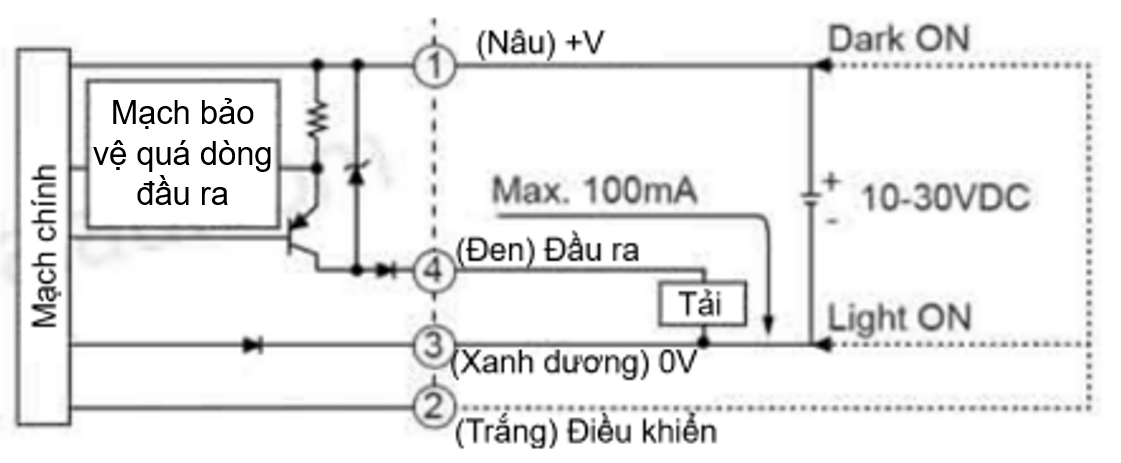 (Nâu) +V
Dark ON
1
Mạch bảo
vệ quá dòng
đầu ra
Mạch chính
Max. 100mA
+
10-30VDC
-
(Đen) Đầu ra
4
Tải
Light ON
3
(Xanh dương) 0V
2
(Trắng) Điều khiển